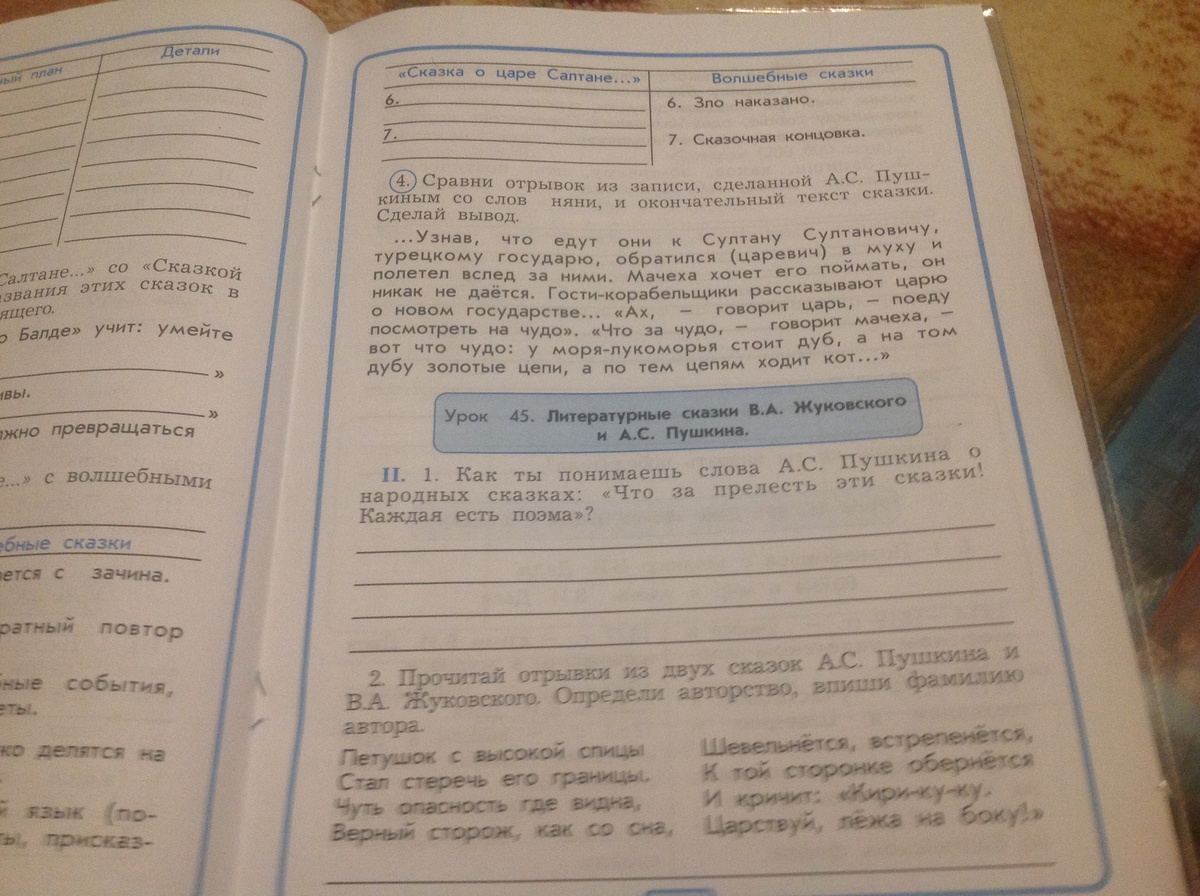 ный план
Детали
Салтане...» со «Сказкой
азвания этих сказок в
ящего.
о Балде» учит: умейте
»
ивы.
»
жно превращаться
е...» с волшебными
ебные сказки
ется с зачина.
ратный повтор
ные события,
еты.
ко делятся на
й язык (по-
ты, присказ-
«Сказка о царе Салтане...»
Волшебные сказки
6.
6. Зло наказано.
7.
7. Сказочная концовка.
4. Сравни отрывок из записи, сделанной А.С. Пуш-
киным со слов няни, и окончательный текст сказки.
Сделай вывод.
...Узнав, что едут они к Султану Султановичу,
турецкому государю, обратился (царевич) в муху и
полетел вслед за ними. Мачеха хочет его поймать, он
никак не даётся. Гости-корабельщики рассказывают царю
о новом государстве... «Ах, – говорит царь, – поеду
посмотреть на чудо». «Что за чудо, – говорит мачеха, –
вот что чудо: у моря-лукоморья стоит дуб, а на том
дубу золотые цепи, а по тем цепям ходит кот...»
Урок 45. Литературные сказки В.А. Жуковского
и А.С. Пушкина.
II. 1. Как ты понимаешь слова А.С. Пушкина о
народных сказках: «Что за прелесть эти сказки!
Каждая есть поэма»?
2. Прочитай отрывки из двух сказок А.С. Пушкина и
В.А. Жуковского. Определи авторство, впиши фамилию
автора.
Петушок с высокой спицы
Стал стеречь его границы.
Чуть опасность где видна,
Верный сторож, как со сна,
Шевельнётся, встрепенётся,
К той сторонке обернётся
И кричит: «Кири-ку-ку.
Царствуй, лёжа на боку!»